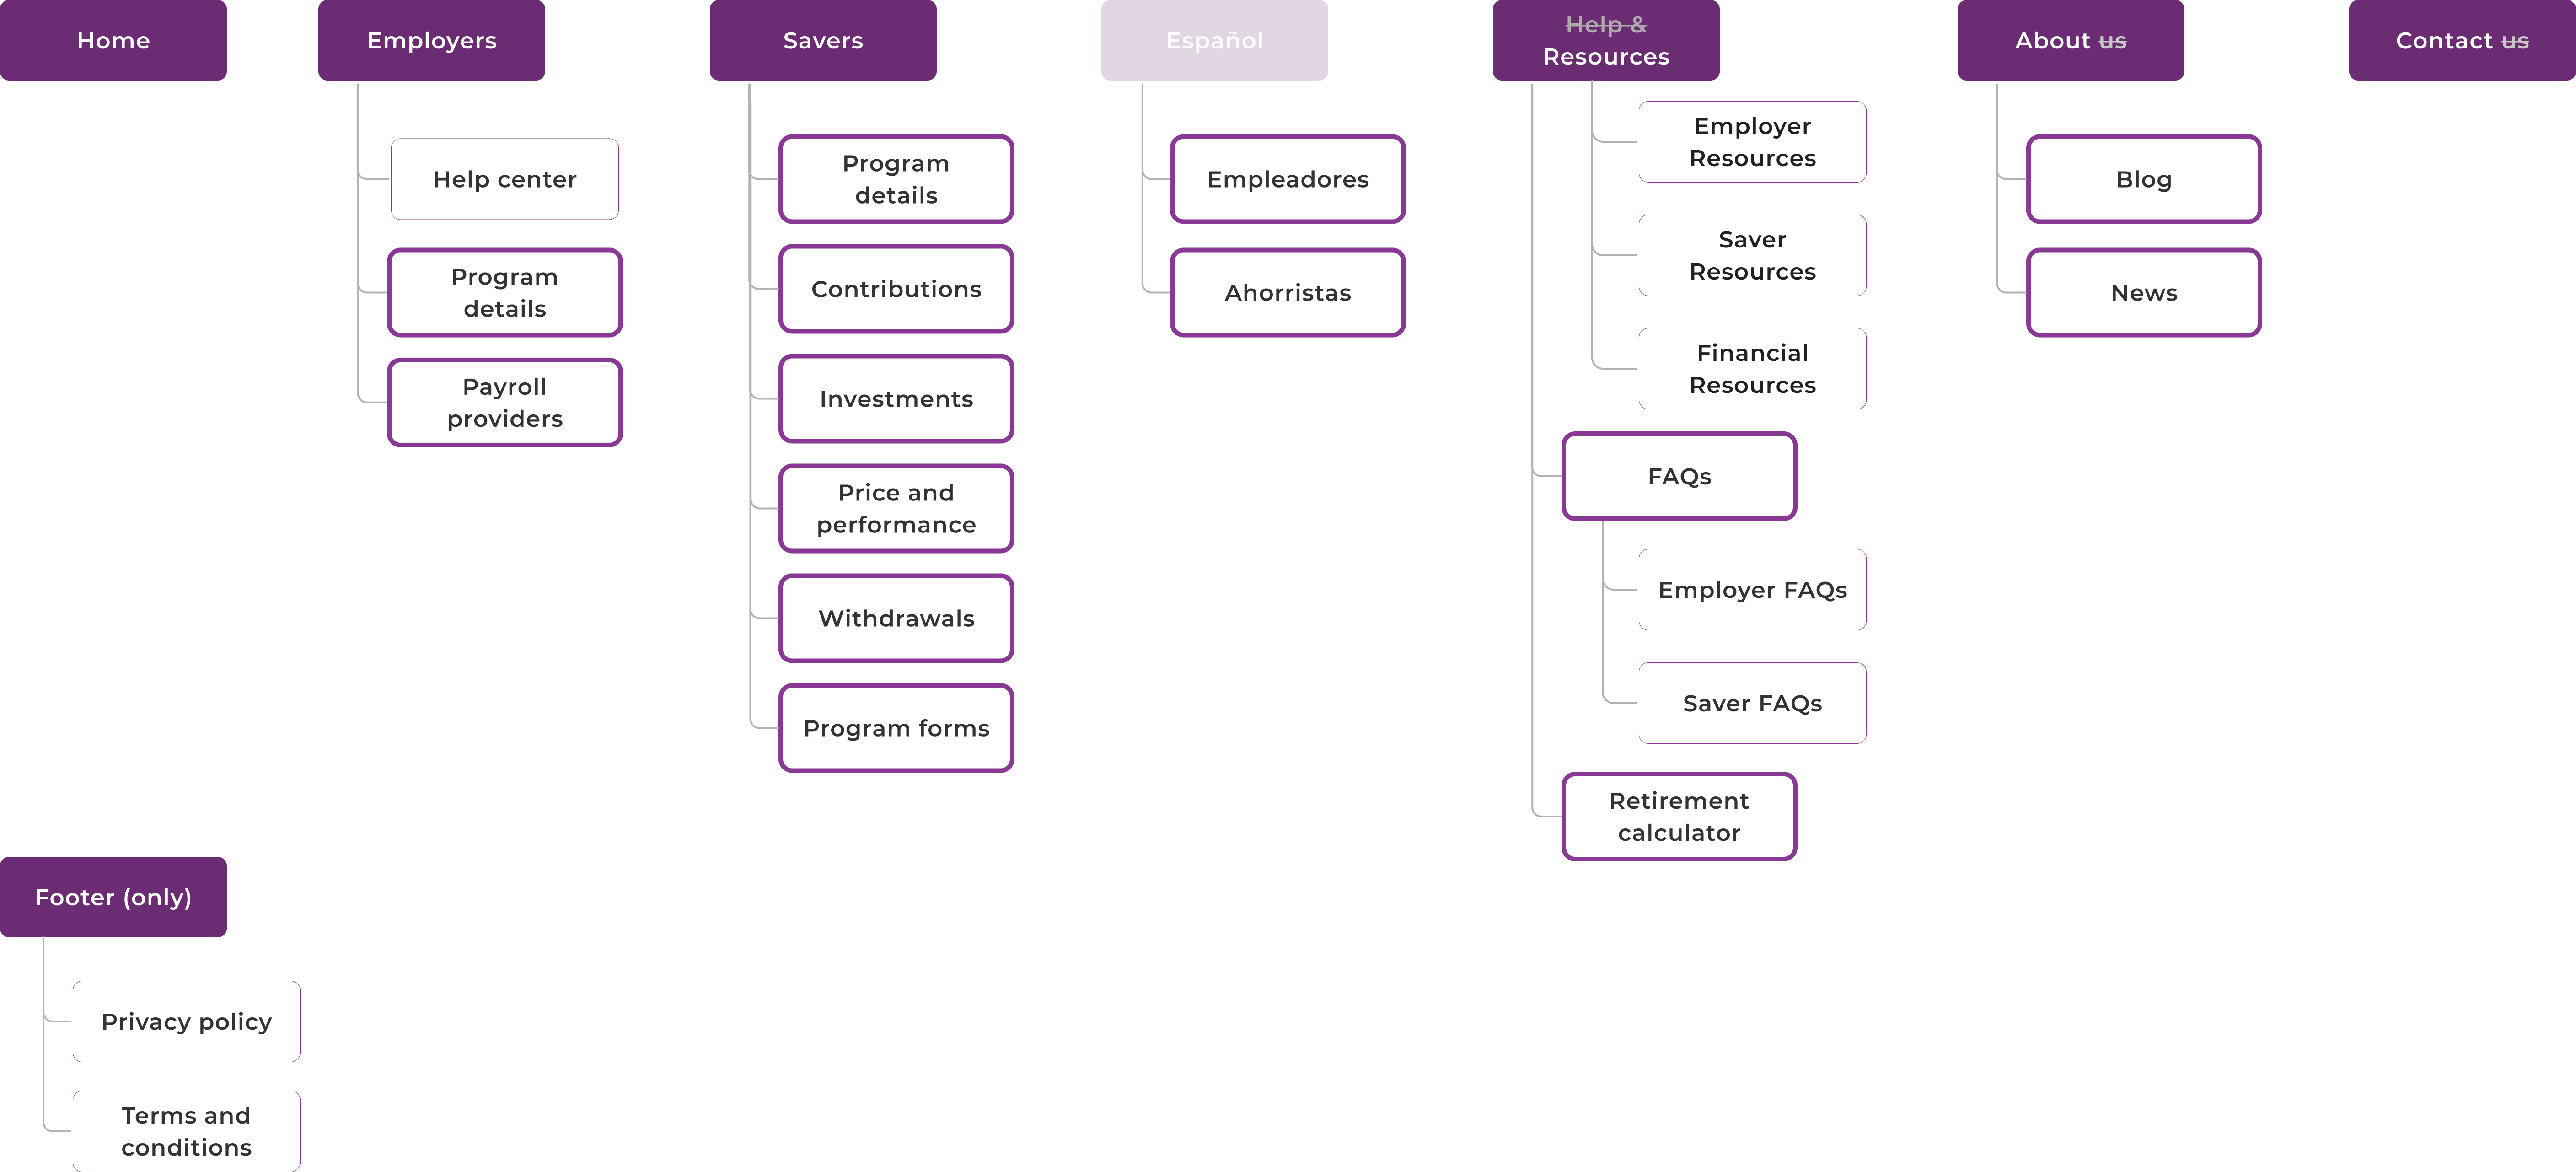 Home
Employers
Help center
Program
details
Payroll
providers
Savers
Program
details
Contributions
Investments
Price and
performance
Withdrawals
Program forms
Español
Empleadores
Ahorristas
Help &
Resources
Employer
Resources
Saver
Resources
Financial
Resources
FAQs
Employer FAQs
Saver FAQs
Retirement
calculator
About us
Blog
News
Contact us
Footer (only)
Privacy policy
Terms and
conditions